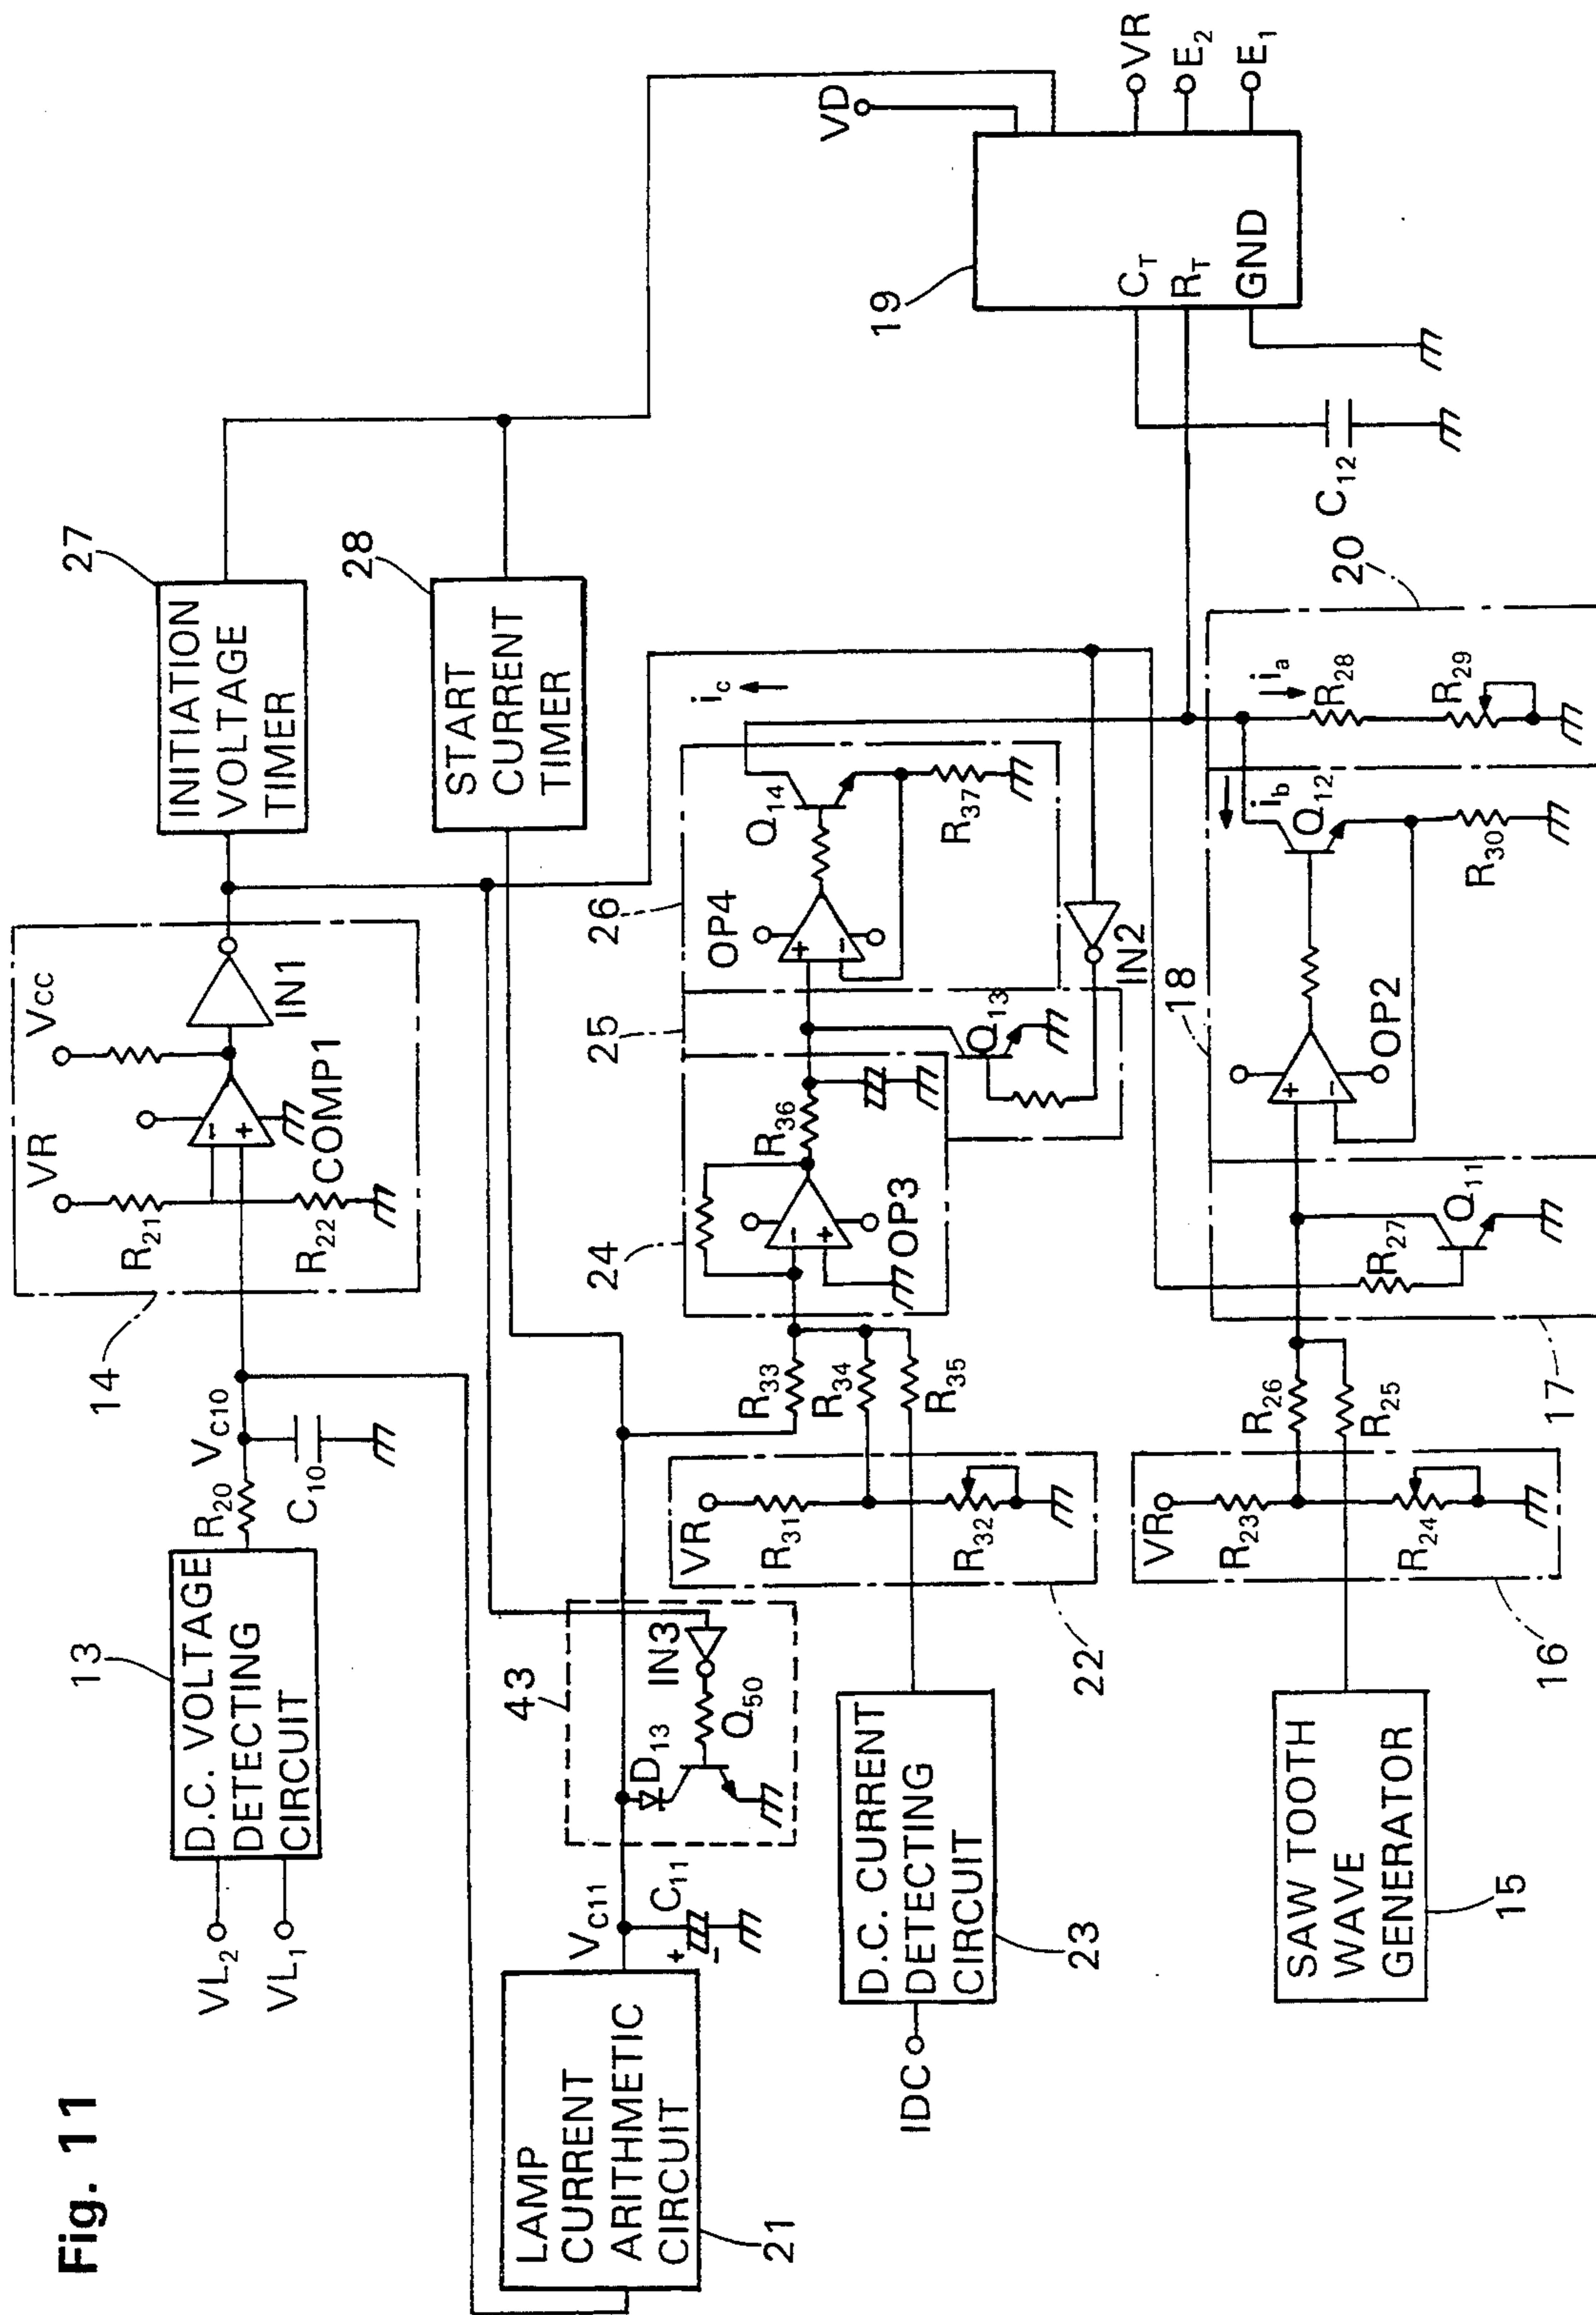 Fig. 11
VL2
VL1
13
D.C. VOLTAGE
DETECTING
CIRCUIT
R20
VC10
C10
14
VR
R21
R22
COMP1
Vcc
IN1
27
INITIATION
VOLTAGE
TIMER
28
START
CURRENT
TIMER
LAMP
CURRENT
ARITHMETIC
CIRCUIT
21
VC11
C11
+
-
43
D13
Q50
IN3
R33
R34
R35
24
OP3
-
+
R36
25
Q13
26
OP4
+
-
Q14
R37
ic
IN2
IDC
D.C. CURRENT
DETECTING
CIRCUIT
23
VR
R31
R32
22
SAW TOOTH
WAVE
GENERATOR
15
VR
R23
R24
16
R26
R25
17
R27
Q11
18
OP2
+
-
ib
Q12
R30
ia
R28
R29
20
C12
19
CT
RT
GND
VD
VR
E2
E1